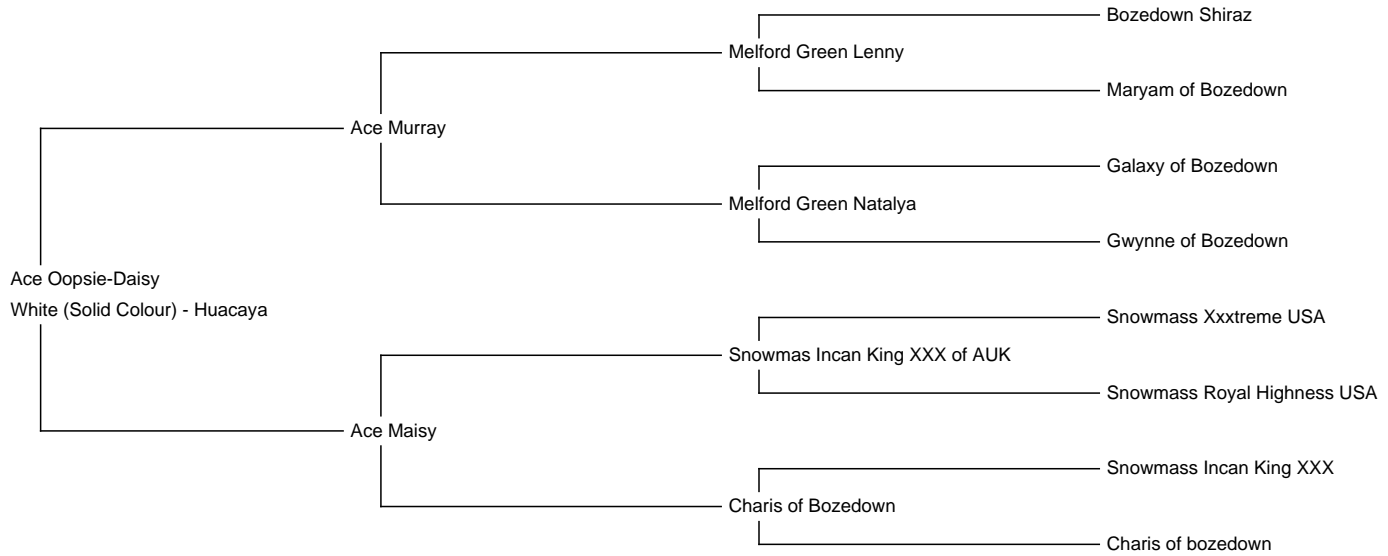 Bozedown Shiraz
Melford Green Lenny
Maryam of Bozedown
Ace Murray
Galaxy of Bozedown
Melford Green Natalya
Gwynne of Bozedown
Ace Oopsie-Daisy
White (Solid Colour) - Huacaya
Snowmass Xxxtreme USA
Snowmas Incan King XXX of AUK
Snowmass Royal Highness USA
Ace Maisy
Snowmass Incan King XXX
Charis of Bozedown
Charis of bozedown